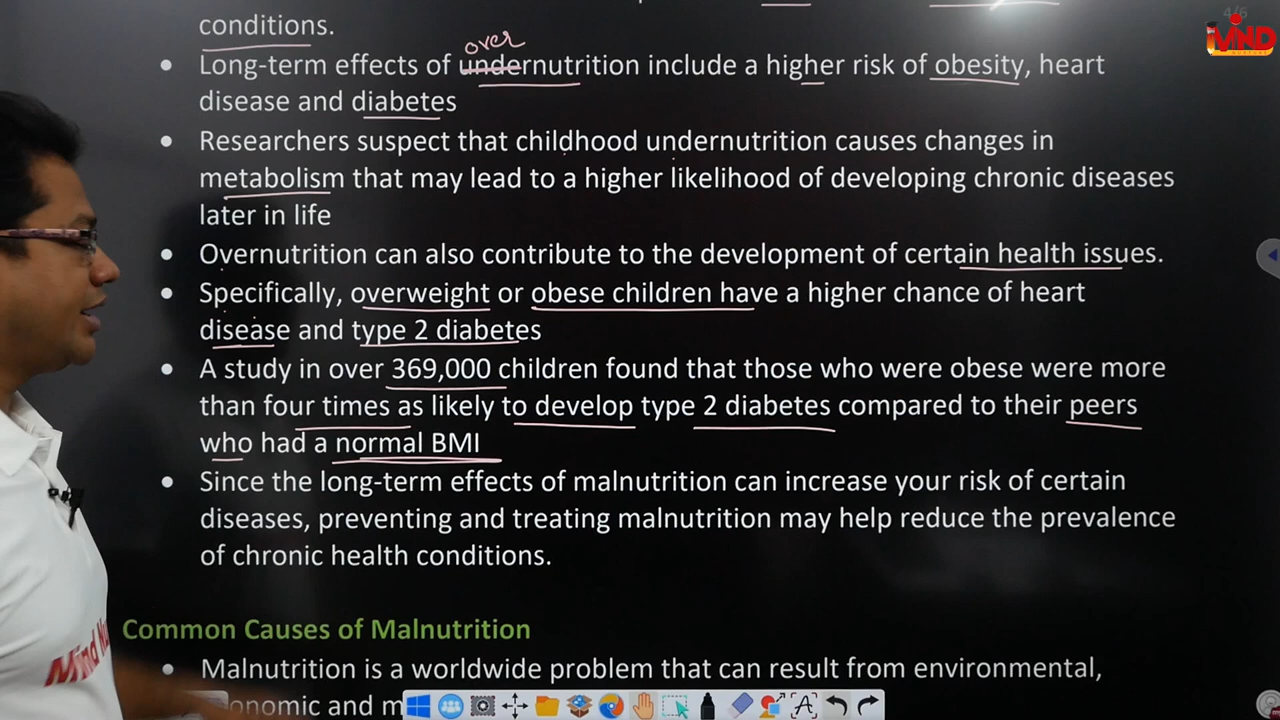 4/6
conditions.
over
• Long-term effects of undernutrition include a higher risk of obesity, heart
disease and diabetes
• Researchers suspect that childhood undernutrition causes changes in
metabolism that may lead to a higher likelihood of developing chronic diseases
later in life
• Overnutrition can also contribute to the development of certain health issues.
• Specifically, overweight or obese children have a higher chance of heart
disease and type 2 diabetes
• A study in over 369,000 children found that those who were obese were more
than four times as likely to develop type 2 diabetes compared to their peers
who had a normal BMI
• Since the long-term effects of malnutrition can increase your risk of certain
diseases, preventing and treating malnutrition may help reduce the prevalence
of chronic health conditions.
Common Causes of Malnutrition
• Malnutrition is a worldwide problem that can result from environmental,
onomic and m
Mind Nu